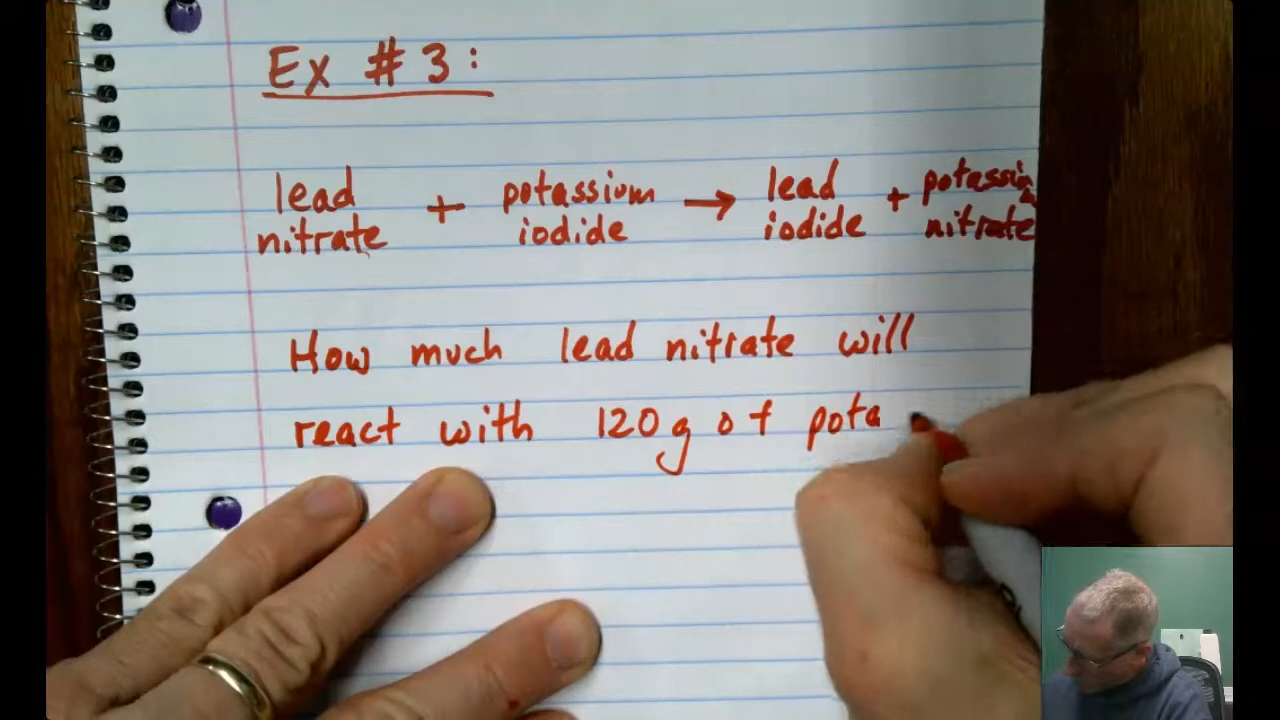 Ex # 3:
lead + potassium → lead + potassium
nitrate iodide iodide nitrate
How much lead nitrate will
react with 120g of pota